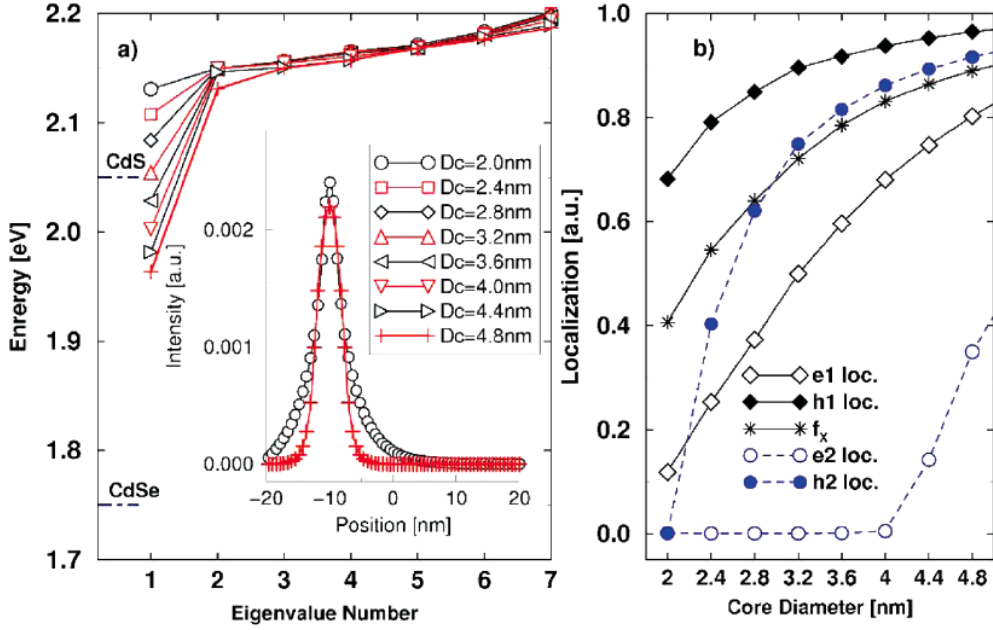 a)
2.2
2.1
2.0
1.9
1.8
1.7
Enrergy [eV]
CdS
CdSe
1 2 3 4 5 6 7
Eigenvalue Number
Intensity [a.u.]
0.002
0.001
0.000
−20 −10 0 10 20
Position [nm]
Dc=2.0nm
Dc=2.4nm
Dc=2.8nm
Dc=3.2nm
Dc=3.6nm
Dc=4.0nm
Dc=4.4nm
Dc=4.8nm
b)
1.0
0.8
0.6
0.4
0.2
0.0
Localization [a.u.]
e1 loc.
h1 loc.
fx
e2 loc.
h2 loc.
2 2.4 2.8 3.2 3.6 4 4.4 4.8
Core Diameter [nm]